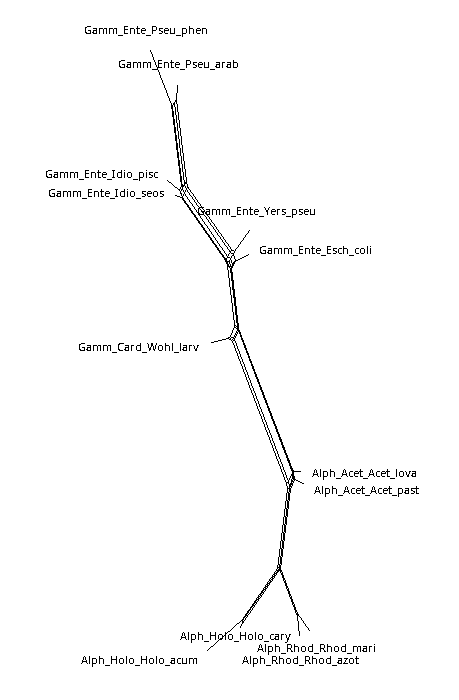 Gamm_Ente_Pseu_phen
Gamm_Ente_Pseu_arab
Gamm_Ente_Idio_pisc
Gamm_Ente_Idio_seos
Gamm_Ente_Yers_pseu
Gamm_Ente_Esch_coli
Gamm_Card_Wohl_larv
Alph_Acet_Acet_lova
Alph_Acet_Acet_past
Alph_Holo_Holo_cary
Alph_Rhod_Rhod_mari
Alph_Holo_Holo_acum
Alph_Rhod_Rhod_azot